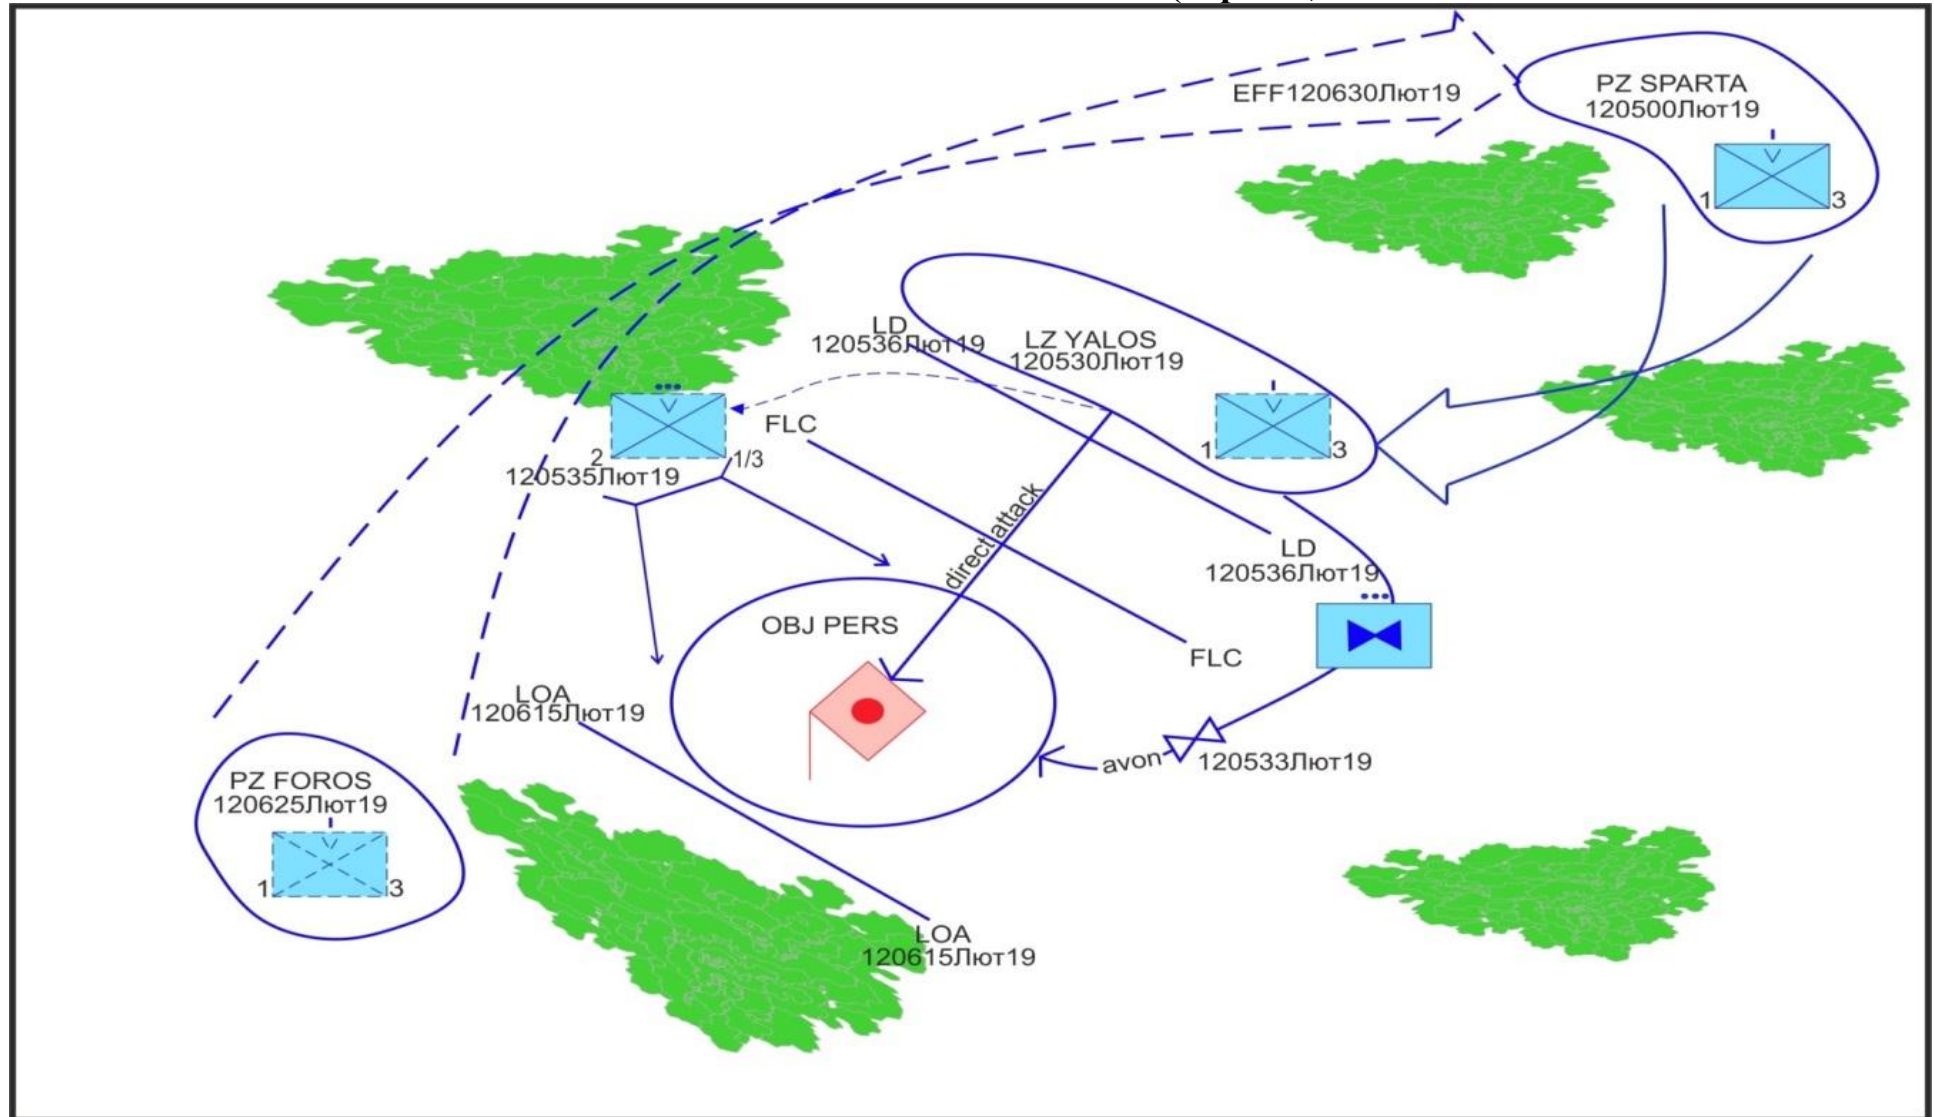 EFF120630Лют19
PZ SPARTA
120500Лют19
1 3
LD
120536Лют19
LZ YALOS
120530Лют19
1 3
FLC
2 1/3
120535Лют19
direct attack
LD
120536Лют19
OBJ PERS
FLC
LOA
120615Лют19
avon
120533Лют19
PZ FOROS
120625Лют19
1 3
LOA
120615Лют19